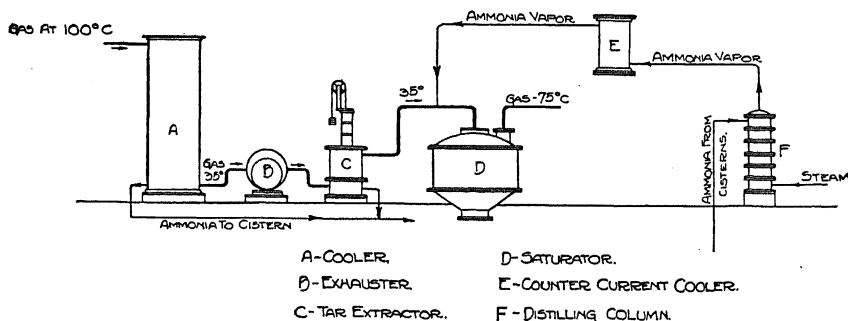 GAS AT 100°C
AMMONIA VAPOR
E
AMMONIA VAPOR
35°
GAS-75°C
A
GAS
35°
B
C
D
F
AMMONIA FROM
CISTERNS.
STEAM
AMMONIA TO CISTERN
A-COOLER,
B-EXHAUSTER.
C-TAR EXTRACTOR.
D-SATURATOR.
E-COUNTER CURRENT COOLER.
F-DISTILLING COLUMN.